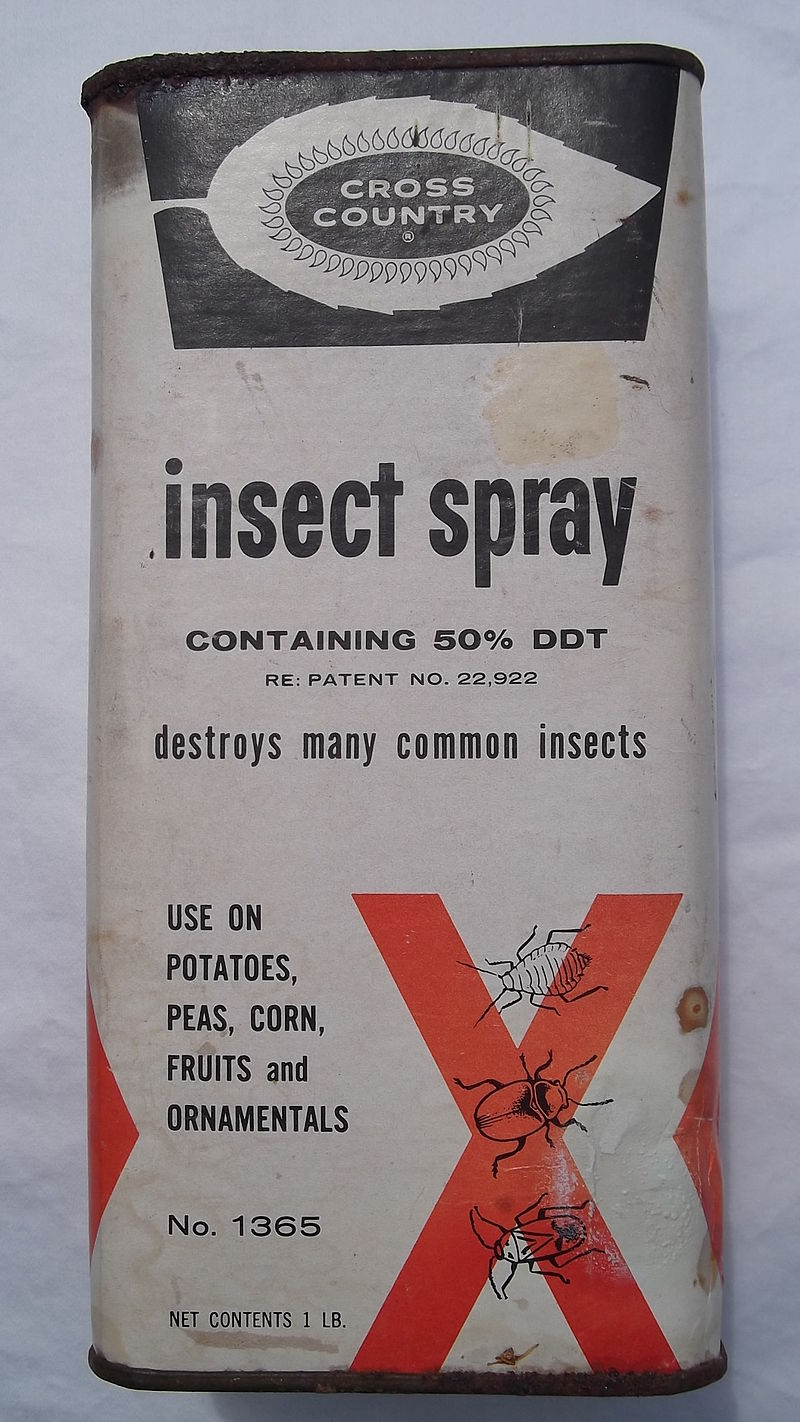 CROSS
COUNTRY
®
insect spray
CONTAINING 50% DDT
RE: PATENT NO. 22,922
destroys many common insects
USE ON
POTATOES,
PEAS, CORN,
FRUITS and
ORNAMENTALS
No. 1365
NET CONTENTS 1 LB.